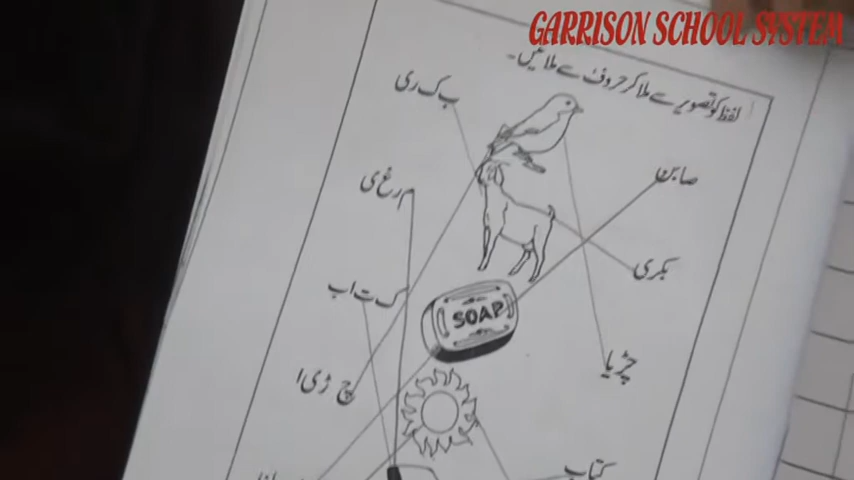 GARRISON SCHOOL SYSTEM
لفظ کو تصویر سے ملا کر حروف سے ملائیں۔
ب ک ری
صابن
م رغ ی
بکری
ک ت اب
SOAP
چڑیا
چ ڑی ا
کتاب